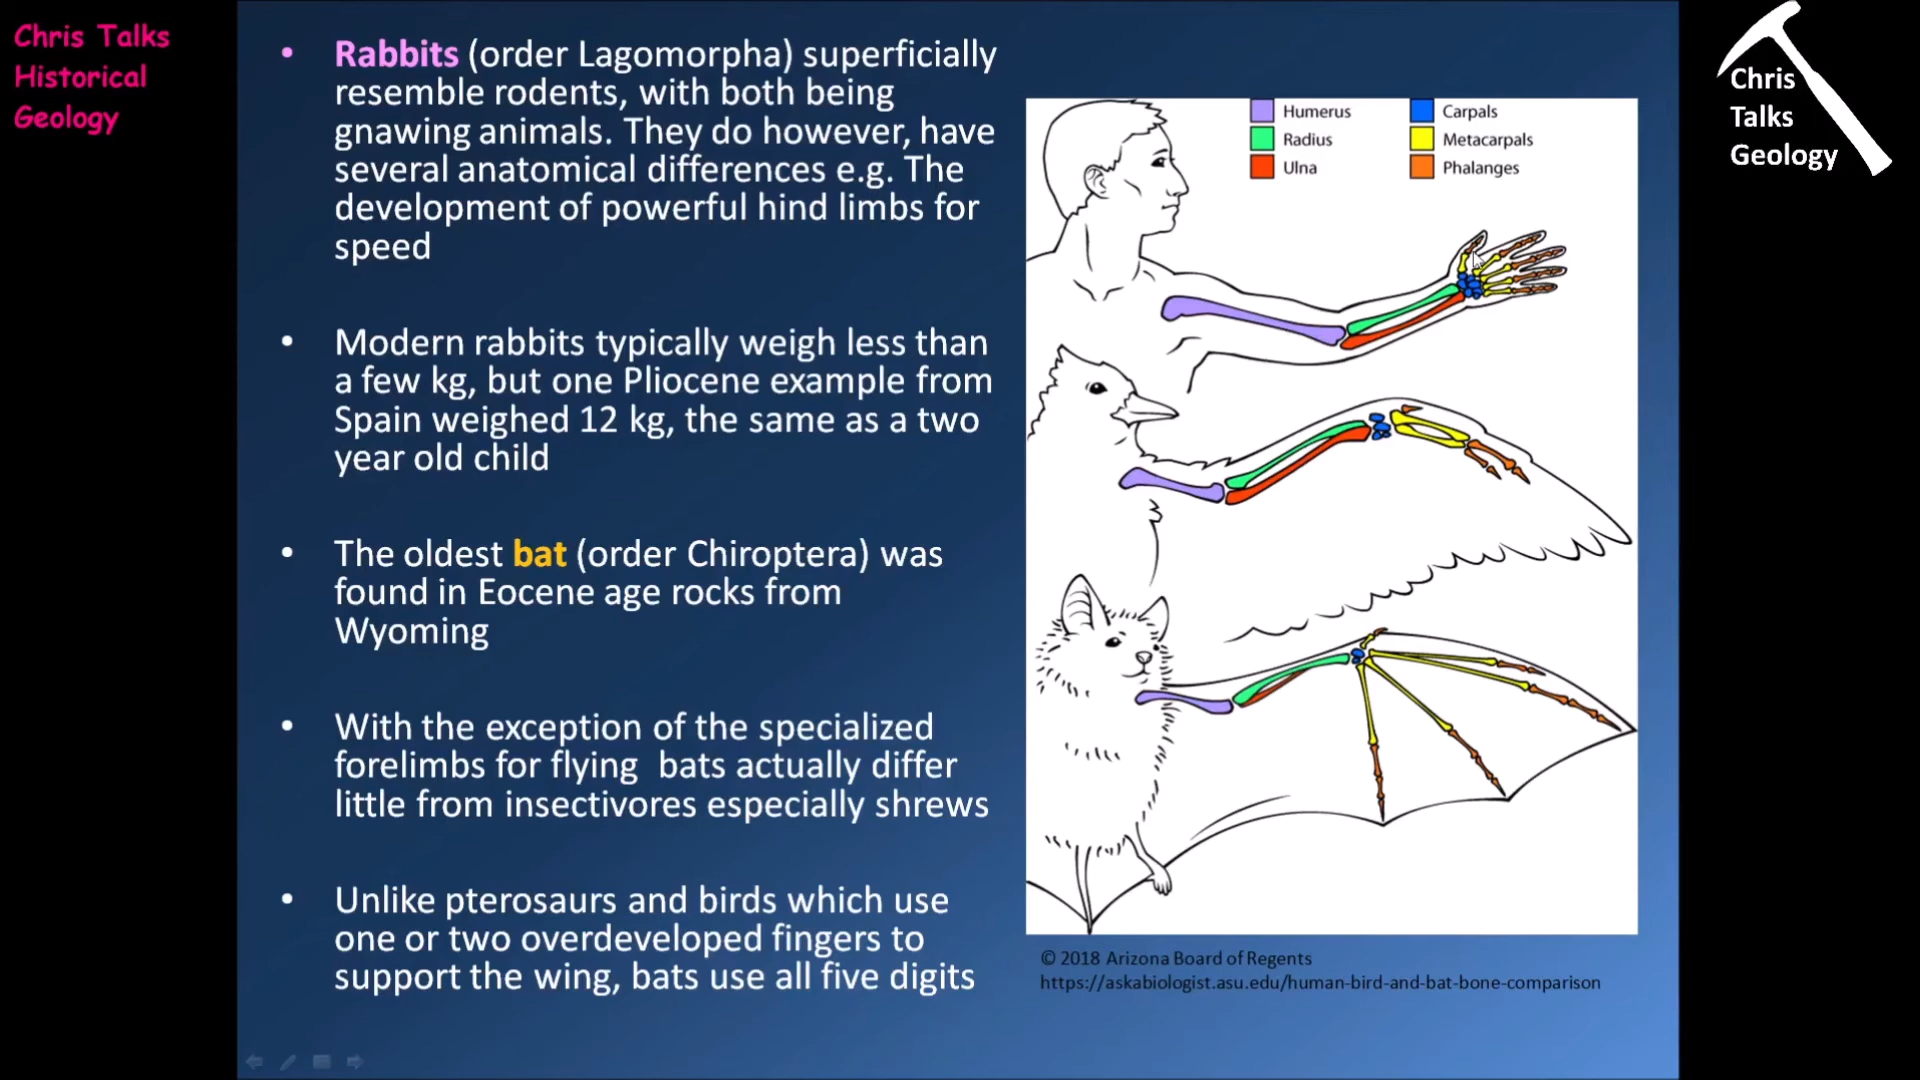 Chris Talks
Historical
Geology
• Rabbits (order Lagomorpha) superficially
resemble rodents, with both being
gnawing animals. They do however, have
several anatomical differences e.g. The
development of powerful hind limbs for
speed
• Modern rabbits typically weigh less than
a few kg, but one Pliocene example from
Spain weighed 12 kg, the same as a two
year old child
• The oldest bat (order Chiroptera) was
found in Eocene age rocks from
Wyoming
• With the exception of the specialized
forelimbs for flying  bats actually differ
little from insectivores especially shrews
• Unlike pterosaurs and birds which use
one or two overdeveloped fingers to
support the wing, bats use all five digits
Humerus
Radius
Ulna
Carpals
Metacarpals
Phalanges
© 2018 Arizona Board of Regents
https://askabiologist.asu.edu/human-bird-and-bat-bone-comparison
Chris
Talks
Geology